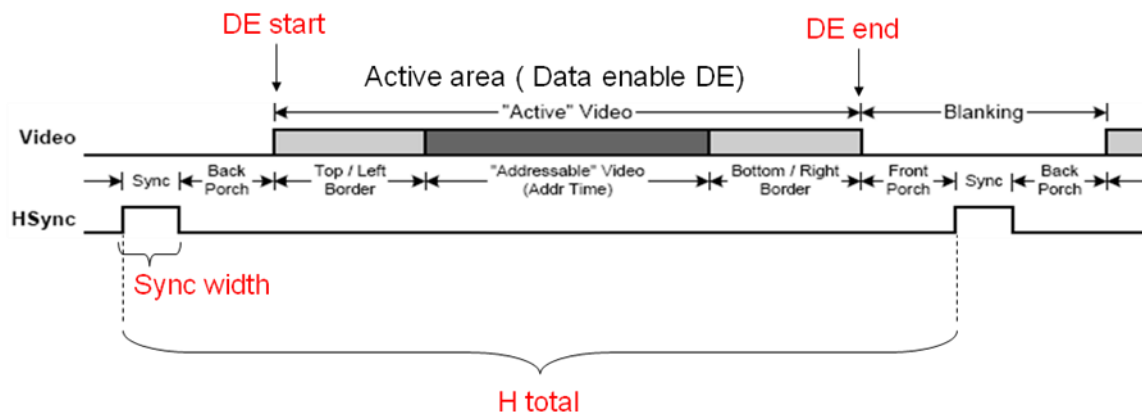 DE start
DE end
Active area ( Data enable DE)
"Active" Video
Blanking
Video
Sync
Back
Porch
Top / Left
Border
"Addressable" Video
(Addr Time)
Bottom / Right
Border
Front
Porch
Sync
Back
Porch
HSync
Sync width
H total